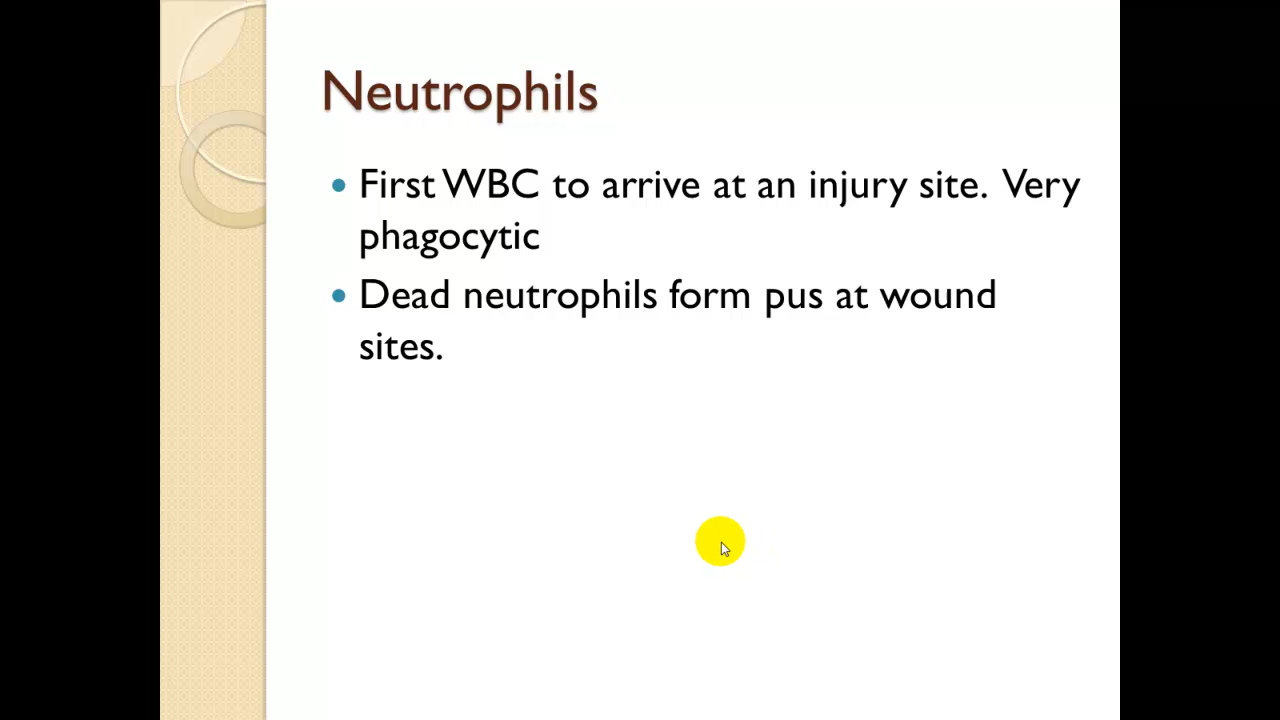 Neutrophils
First WBC to arrive at an injury site.  Very
phagocytic
Dead neutrophils form pus at wound
sites.